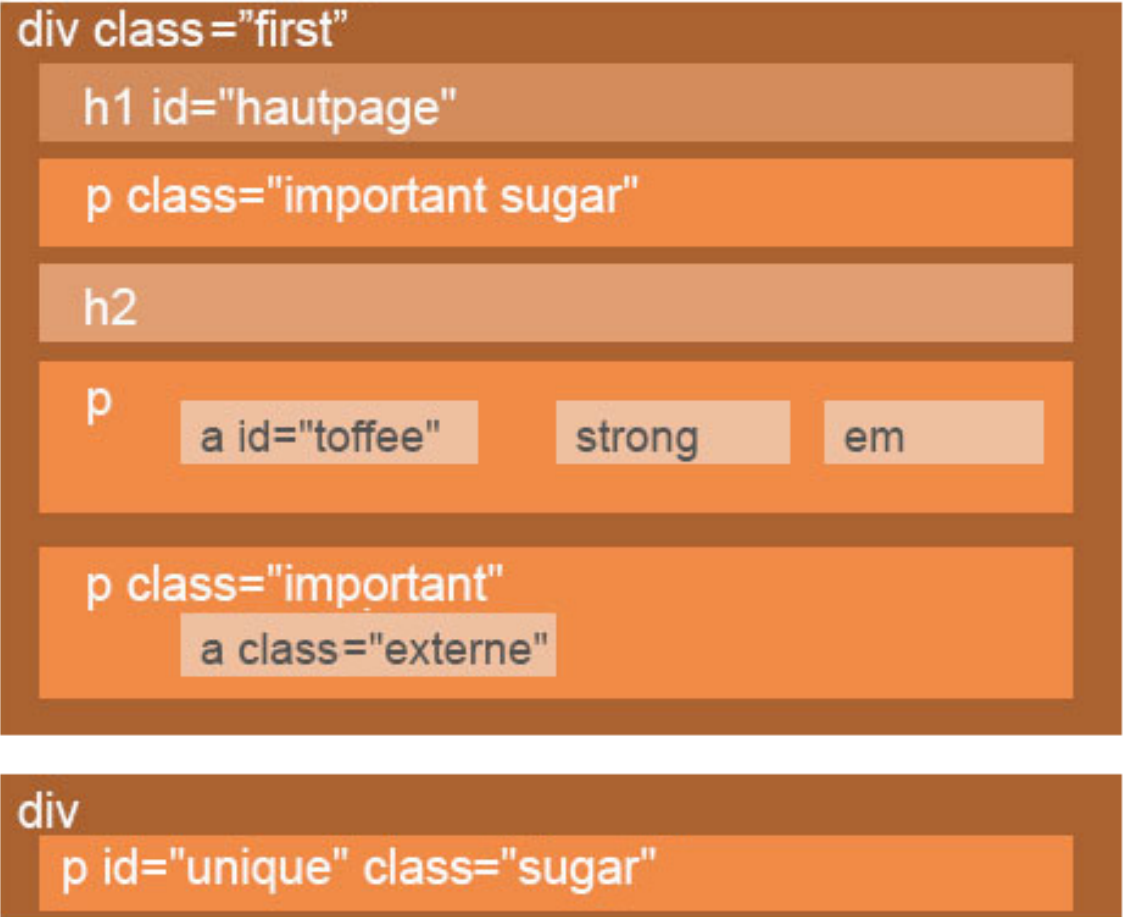 div class=”first”
h1 id="hautpage"
p class="important sugar"
h2
p
a id="toffee" strong em
p class="important"
a class="externe"
div
p id="unique" class="sugar"